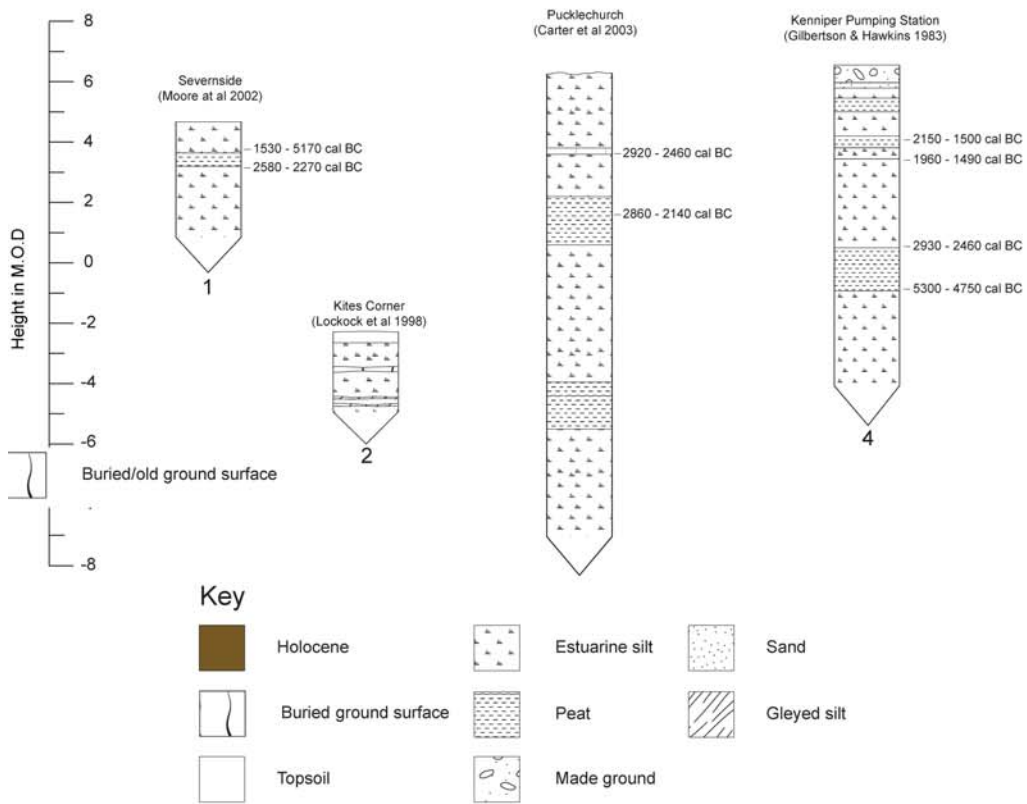 8
6
4
2
0
-2
-4
-6
-8
Height in M.O.D
Severnside
(Moore at al 2002)
1530 - 5170 cal BC
2580 - 2270 cal BC
1
Kites Corner
(Lockock et al 1998)
2
Pucklechurch
(Carter et al 2003)
2920 - 2460 cal BC
2860 - 2140 cal BC
Kenniper Pumping Station
(Gilbertson & Hawkins 1983)
2150 - 1500 cal BC
1960 - 1490 cal BC
2930 - 2460 cal BC
5300 - 4750 cal BC
4
Buried/old ground surface
Key
Holocene
Estuarine silt
Sand
Buried ground surface
Peat
Gleyed silt
Topsoil
Made ground